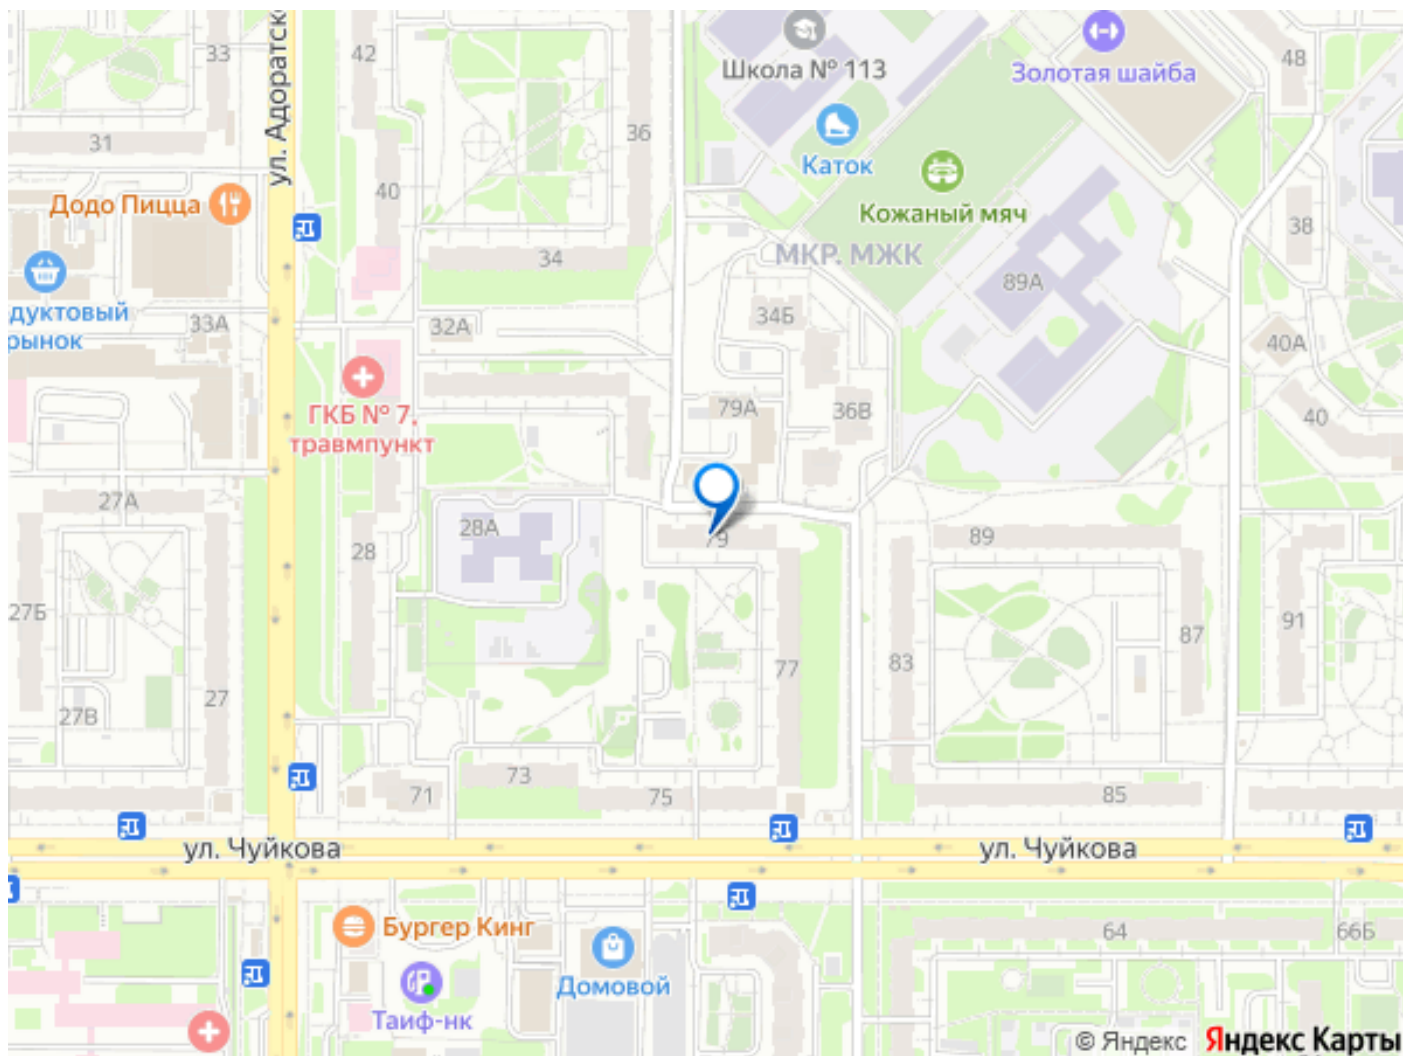 33
42
ул. Адоратск
Школа № 113
Золотая шайба
48
31
36
Каток
40
Додо Пицца
Кожаный мяч
38
МКР. МЖК
34
89А
дуктовый
рынок
33А
32А
34Б
40А
ГКБ № 7,
травмпункт
79А
36В
40
27А
28А
28
79
89
27Б
91
87
83
77
27
27В
73
71
75
85
ул. Чуйкова
ул. Чуйкова
Бургер Кинг
64
66Б
Домовой
Таиф-нк
© Яндекс Яндекс Карты